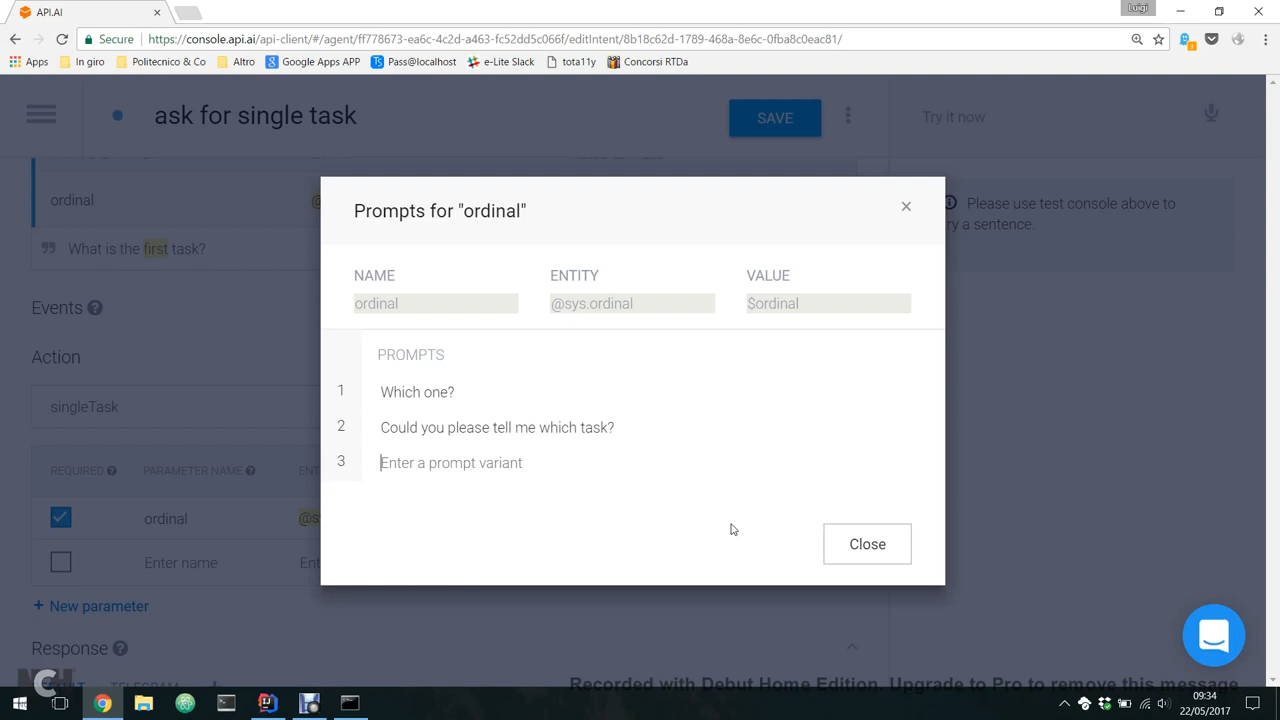 API.AI
Luigi
Secure https://console.api.ai/api-client/#/agent/ff778673-ea6c-4c2d-a463-fc52dd5c066f/editIntent/8b18c62d-1789-468a-8e6c-0fba8c0eac81/
Apps In giro Politecnico & Co Altro Google Apps APP Pass@localhost e-Lite Slack tota11y Concorsi RTDa
ask for single task
SAVE
Try it now
ordinal
Please use test console above to
try a sentence.
What is the first task?
Events
Action
singleTask
REQUIRED PARAMETER NAME
ordinal
Enter name
+ New parameter
Response
Prompts for "ordinal"
NAME ENTITY VALUE
ordinal @sys.ordinal $ordinal
PROMPTS
1 Which one?
2 Could you please tell me which task?
3 Enter a prompt variant
Close
Recorded with Debut Home Edition. Upgrade to Pro to remove this message
09:34
22/05/2017